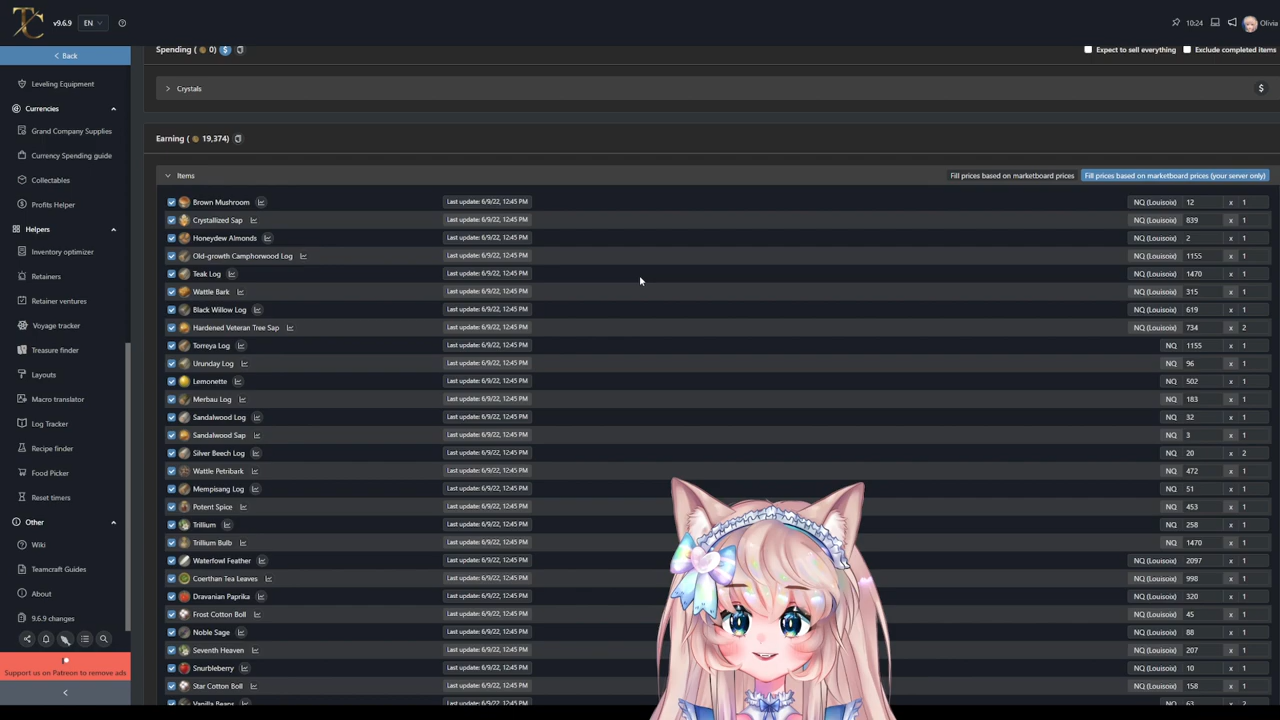 TC v9.6.9 EN 10:24 Olivia
Back
Leveling Equipment
Currencies
Grand Company Supplies
Currency Spending guide
Collectables
Profits Helper
Helpers
Inventory optimizer
Retainers
Retainer ventures
Voyage tracker
Treasure finder
Layouts
Macro translator
Log Tracker
Recipe finder
Food Picker
Reset timers
Other
Wiki
Teamcraft Guides
About
9.6.9 changes
Support us on Patreon to remove ads
Spending ( 0) $ Expect to sell everything Exclude completed items
Crystals $
Earning ( 19,374)
Items Fill prices based on marketboard prices Fill prices based on marketboard prices (your server only)
Brown Mushroom Last update: 6/9/22, 12:45 PM NQ (Louisoix) 12 x 1
Crystallized Sap Last update: 6/9/22, 12:45 PM NQ (Louisoix) 839 x 1
Honeydew Almonds Last update: 6/9/22, 12:45 PM NQ (Louisoix) 2 x 1
Old-growth Camphorwood Log Last update: 6/9/22, 12:45 PM NQ (Louisoix) 1155 x 1
Teak Log Last update: 6/9/22, 12:45 PM NQ (Louisoix) 1470 x 1
Wattle Bark Last update: 6/9/22, 12:45 PM NQ (Louisoix) 315 x 1
Black Willow Log Last update: 6/9/22, 12:45 PM NQ (Louisoix) 619 x 1
Hardened Veteran Tree Sap Last update: 6/9/22, 12:45 PM NQ (Louisoix) 734 x 2
Torreya Log Last update: 6/9/22, 12:45 PM NQ 1155 x 1
Urunday Log Last update: 6/9/22, 12:45 PM NQ 96 x 1
Lemonette Last update: 6/9/22, 12:45 PM NQ 502 x 1
Merbau Log Last update: 6/9/22, 12:45 PM NQ 183 x 1
Sandalwood Log Last update: 6/9/22, 12:45 PM NQ 32 x 1
Sandalwood Sap Last update: 6/9/22, 12:45 PM NQ 3 x 1
Silver Beech Log Last update: 6/9/22, 12:45 PM NQ 20 x 2
Wattle Petribark Last update: 6/9/22, 12:45 PM NQ 472 x 1
Mempisang Log Last update: 6/9/22, 12:45 PM NQ 51 x 1
Potent Spice Last update: 6/9/22, 12:45 PM NQ 453 x 1
Trillium Last update: 6/9/22, 12:45 PM NQ 258 x 1
Trillium Bulb Last update: 6/9/22, 12:45 PM NQ 1470 x 1
Waterfowl Feather Last update: 6/9/22, 12:45 PM NQ (Louisoix) 2097 x 1
Coerthan Tea Leaves Last update: 6/9/22, 12:45 PM NQ (Louisoix) 998 x 1
Dravanian Paprika Last update: 6/9/22, 12:45 PM NQ (Louisoix) 320 x 1
Frost Cotton Boll Last update: 6/9/22, 12:45 PM NQ (Louisoix) 45 x 1
Noble Sage Last update: 6/9/22, 12:45 PM NQ (Louisoix) 88 x 1
Seventh Heaven Last update: 6/9/22, 12:45 PM NQ (Louisoix) 207 x 1
Snurbleberry Last update: 6/9/22, 12:45 PM NQ (Louisoix) 10 x 1
Star Cotton Boll Last update: 6/9/22, 12:45 PM NQ (Louisoix) 158 x 1
Vanilla Beans Last update: 6/9/22, 12:45 PM NQ (Louisoix) 63 x 2